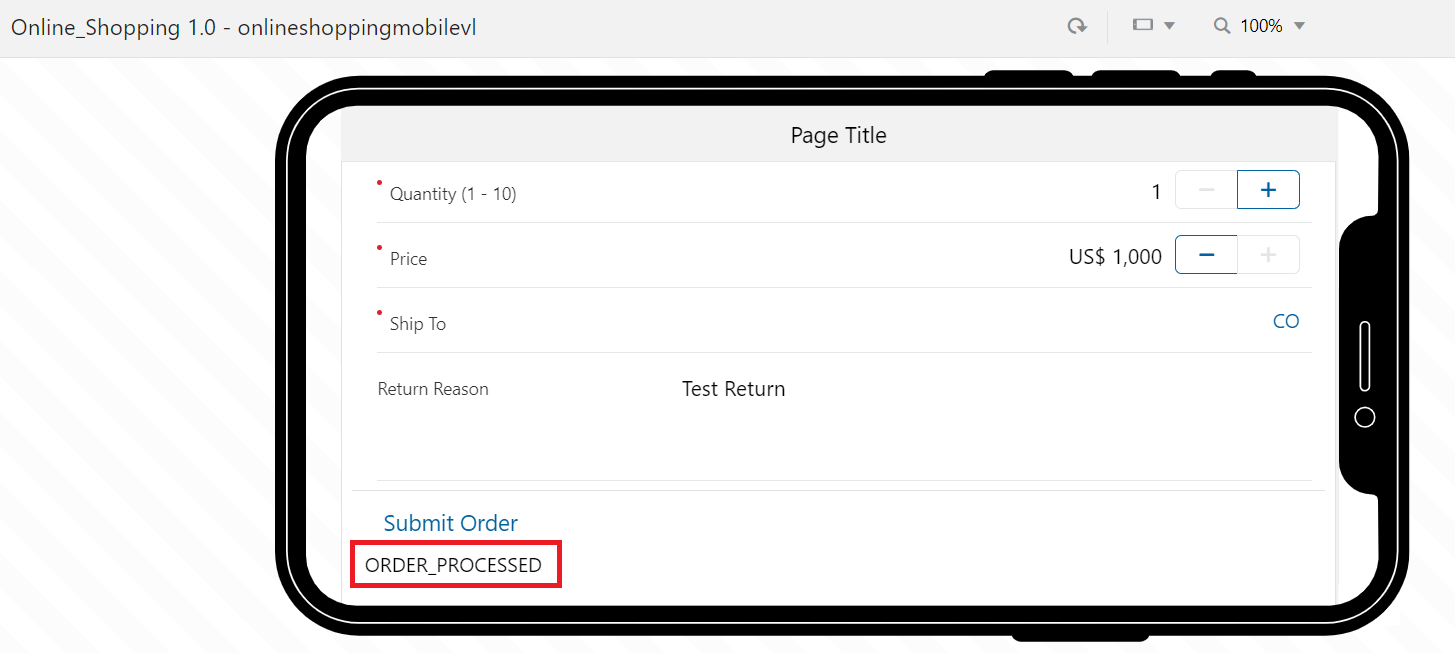 Online_Shopping 1.0 - onlineshoppingmobilevl
100%
Page Title
Quantity (1 - 10)
1
Price
US$ 1,000
Ship To
CO
Return Reason
Test Return
Submit Order
ORDER_PROCESSED